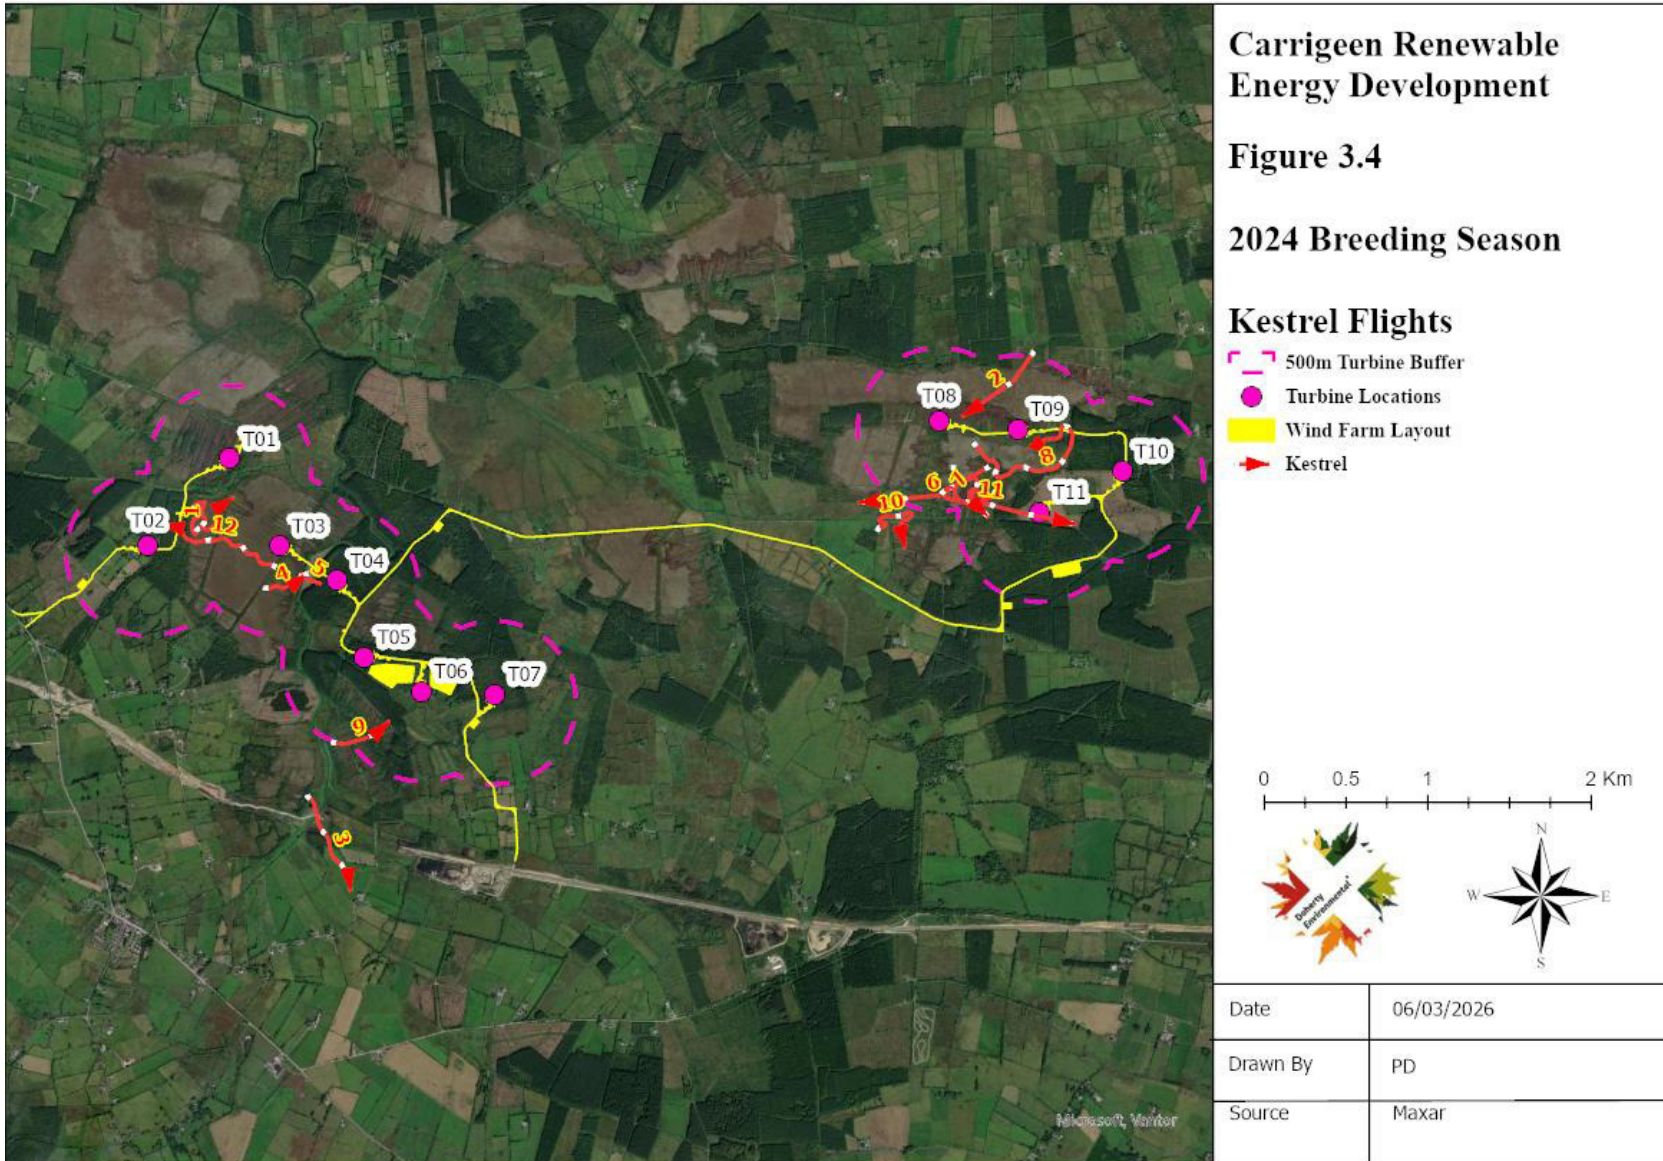 Carrigeen Renewable
Energy Development
Figure 3.4
2024 Breeding Season
Kestrel Flights
500m Turbine Buffer
Turbine Locations
Wind Farm Layout
Kestrel
0 0.5 1 2 Km
Doherty
Environmental
N
W E
S
Date 06/03/2026
Drawn By PD
Source Maxar
2
T08
T09
T01
8
T10
6 7
11
T11
10
1
12
T02
T03
4 5
T04
T05
T06
T07
9
3
Microsoft, Vantor